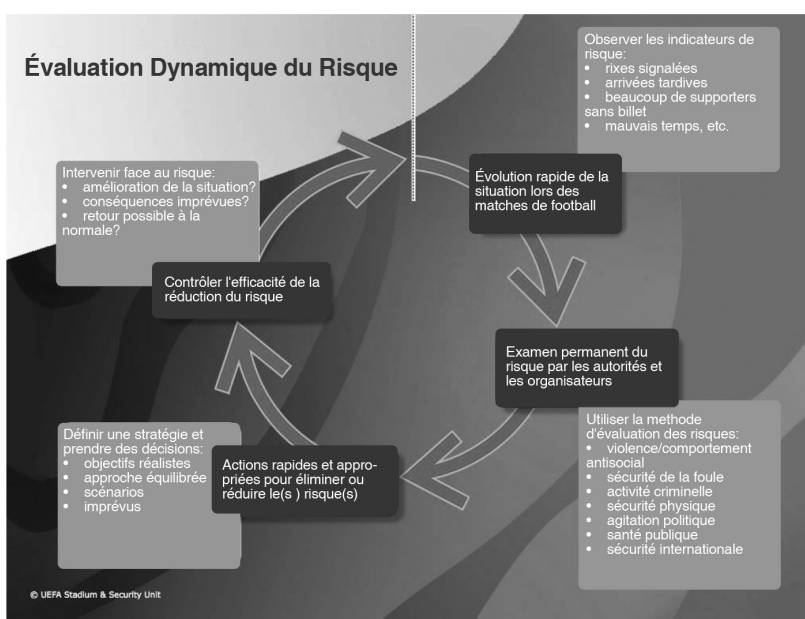 Évaluation Dynamique du Risque
Observer les indicateurs de
risque:
• rixes signalées
• arrivées tardives
• beaucoup de supporters
sans billet
• mauvais temps, etc.
Évolution rapide de la
situation lors des
matches de football
Examen permanent du
risque par les autorités et
les organisateurs
Utiliser la methode
d'évaluation des risques:
• violence/comportement
antisocial
• sécurité de la foule
• activité criminelle
• sécurité physique
• agitation politique
• santé publique
• sécurité internationale
Actions rapides et appro-
priées pour éliminer ou
réduire le(s ) risque(s)
Définir une stratégie et
prendre des décisions:
• objectifs réalistes
• approche équilibrée
• scénarios
• imprévus
Contrôler l'efficacité de la
réduction du risque
Intervenir face au risque:
• amélioration de la situation?
• conséquences imprévues?
• retour possible à la
normale?
© UEFA Stadium & Security Unit